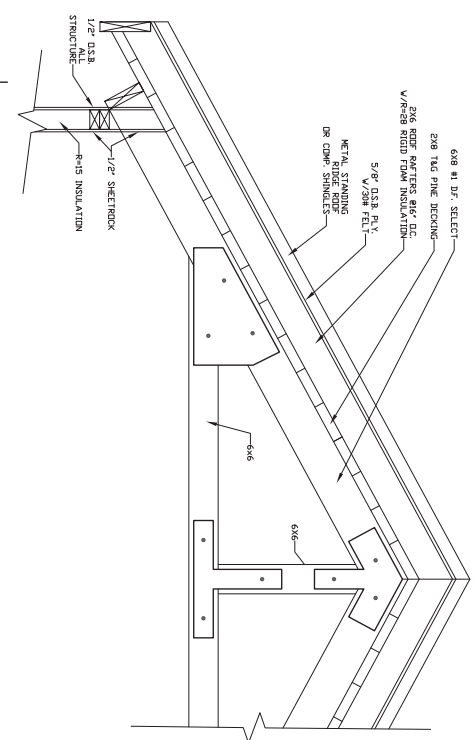 6X8 #1 D.F. SELECT
2X8 T&G PINE DECKING
2X6 ROOF RAFTERS @16" O.C.
W/R=28 RIGID FOAM INSULATION
5/8" O.S.B. PLY.
W/30# FELT
METAL STANDING
RIDGE ROOF
OR COMP. SHINGLES
1/2" O.S.B.
ALL
STRUCTURE
1/2" SHEETROCK
R=15 INSULATION
6x6
6X6